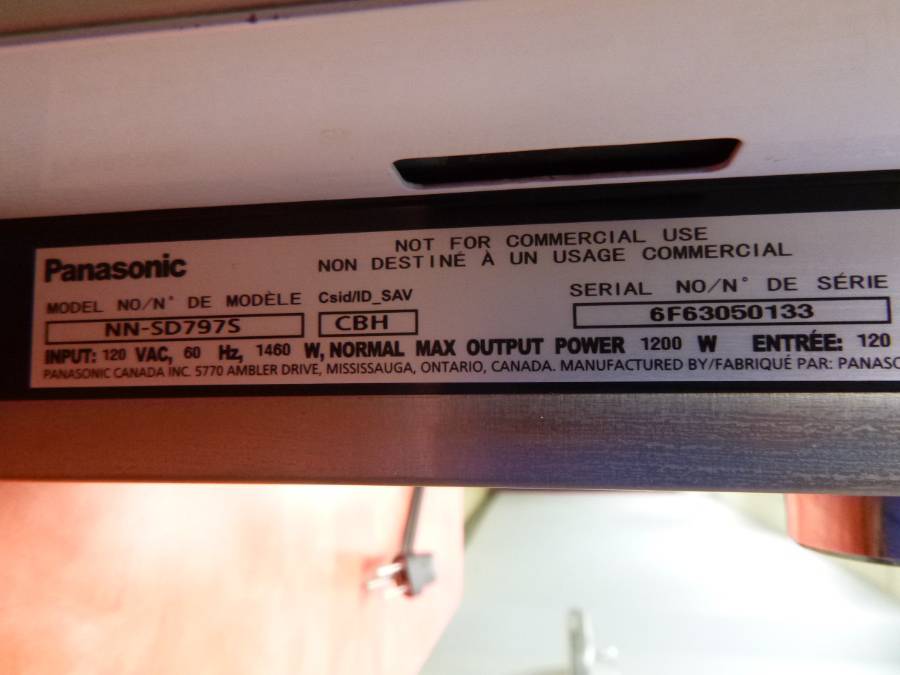 NOT FOR COMMERCIAL USE
Panasonic NON DESTINÉ À UN USAGE COMMERCIAL
MODEL NO/N° DE MODÈLE Csid/ID_SAV SERIAL NO/N° DE SÉRIE
NN-SD797S CBH 6F63050133
INPUT: 120 VAC, 60 Hz, 1460 W, NORMAL MAX OUTPUT POWER 1200 W ENTRÉE: 120
PANASONIC CANADA INC. 5770 AMBLER DRIVE, MISSISSAUGA, ONTARIO, CANADA. MANUFACTURED BY/FABRIQUÉ PAR: PANASO